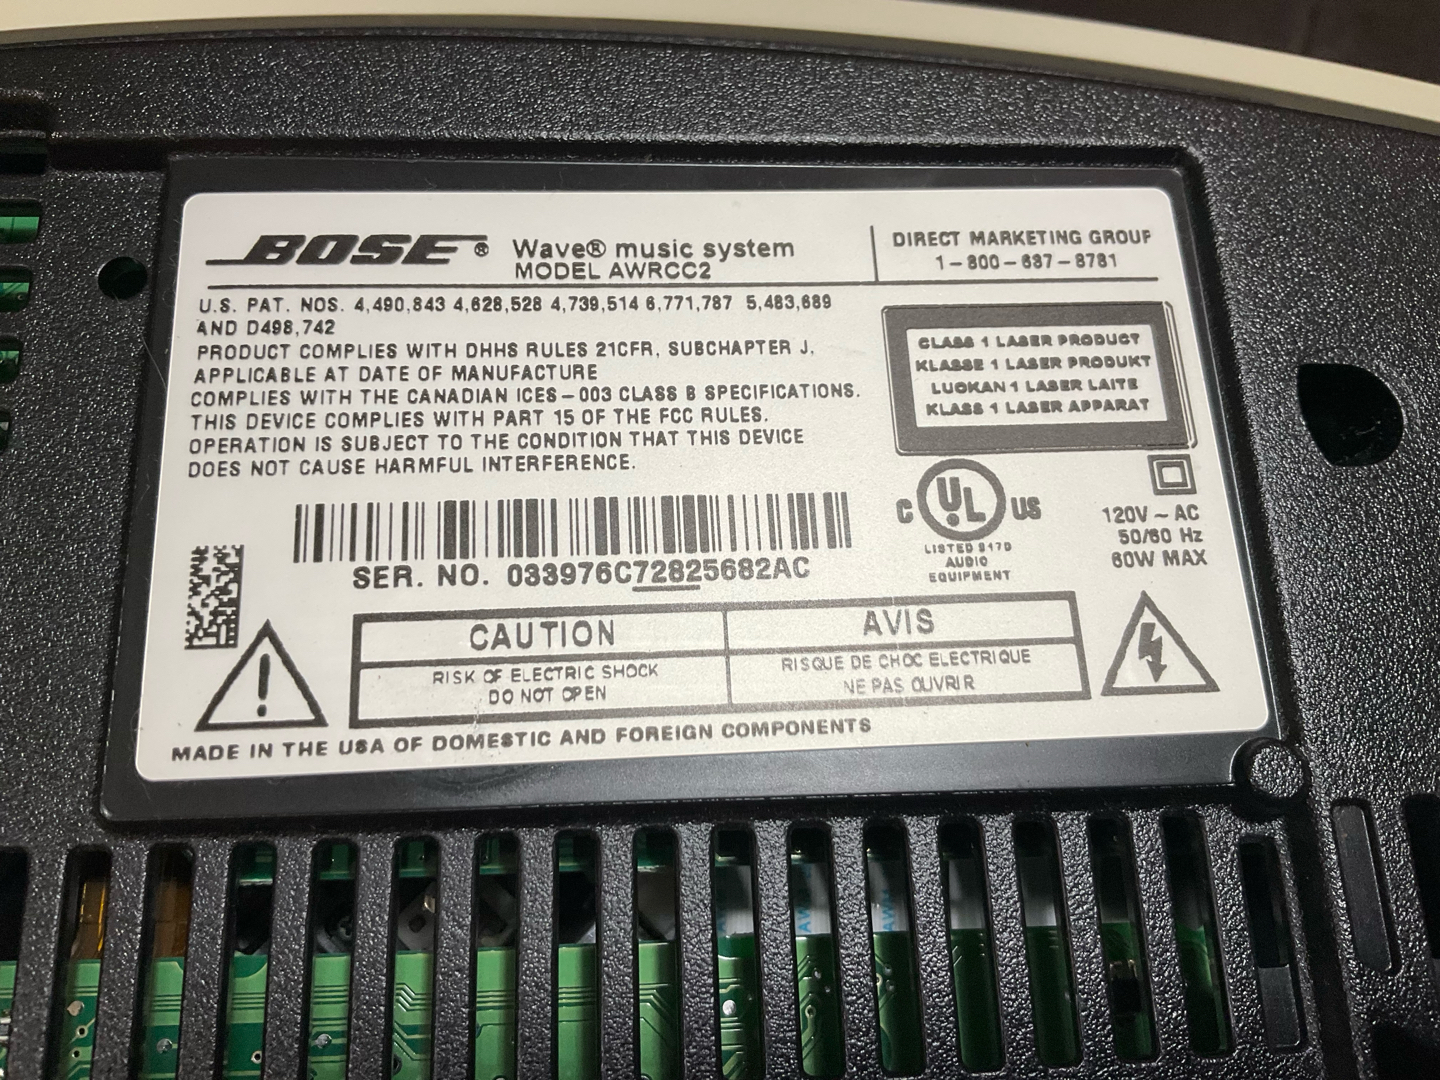 BOSE® Wave® music system
MODEL AWRCC2
DIRECT MARKETING GROUP
1-800-637-8781
U.S. PAT. NOS. 4,490,843 4,628,528 4,739,514 6,771,787 5,483,689
AND D498,742
PRODUCT COMPLIES WITH DHHS RULES 21CFR, SUBCHAPTER J,
APPLICABLE AT DATE OF MANUFACTURE
COMPLIES WITH THE CANADIAN ICES-003 CLASS B SPECIFICATIONS.
THIS DEVICE COMPLIES WITH PART 15 OF THE FCC RULES.
OPERATION IS SUBJECT TO THE CONDITION THAT THIS DEVICE
DOES NOT CAUSE HARMFUL INTERFERENCE.
CLASS 1 LASER PRODUCT
KLASSE 1 LASER PRODUKT
LUOKAN 1 LASER LAITE
KLASS 1 LASER APPARAT
C UL US
LISTED 917D
AUDIO
EQUIPMENT
120V ~ AC
50/60 Hz
60W MAX
SER. NO. 033976C72825682AC
CAUTION
RISK OF ELECTRIC SHOCK
DO NOT OPEN
AVIS
RISQUE DE CHOC ELECTRIQUE
NE PAS OUVRIR
MADE IN THE USA OF DOMESTIC AND FOREIGN COMPONENTS